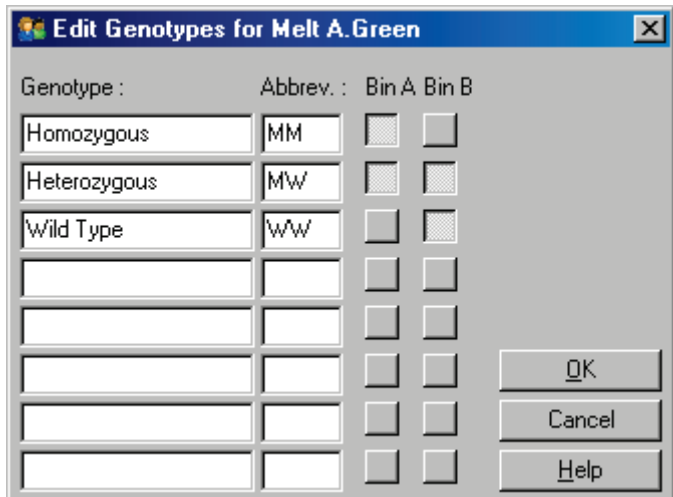 Edit Genotypes for Melt A.Green
Genotype : Abbrev. : Bin A Bin B
Homozygous MM
Heterozygous MW
Wild Type WW
OK
Cancel
Help